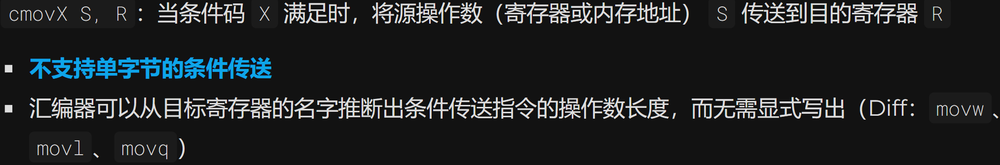 cmovX S, R：当条件码 X 满足时，将源操作数（寄存器或内存地址） S 传送到目的寄存器 R
▪ 不支持单字节的条件传送
▪ 汇编器可以从目标寄存器的名字推断出条件传送指令的操作数长度，而无需显式写出（Diff：movw、
movl、movq）